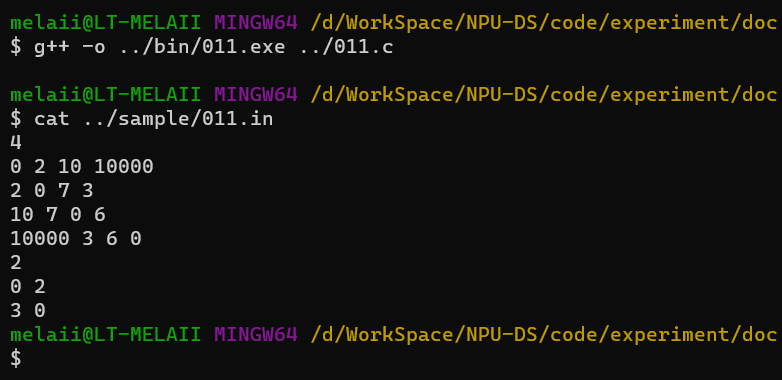 melaii@LT-MELAII MINGW64 /d/WorkSpace/NPU-DS/code/experiment/doc
$ g++ -o ../bin/011.exe ../011.c
melaii@LT-MELAII MINGW64 /d/WorkSpace/NPU-DS/code/experiment/doc
$ cat ../sample/011.in
4
0 2 10 10000
2 0 7 3
10 7 0 6
10000 3 6 0
2
0 2
3 0
melaii@LT-MELAII MINGW64 /d/WorkSpace/NPU-DS/code/experiment/doc
$